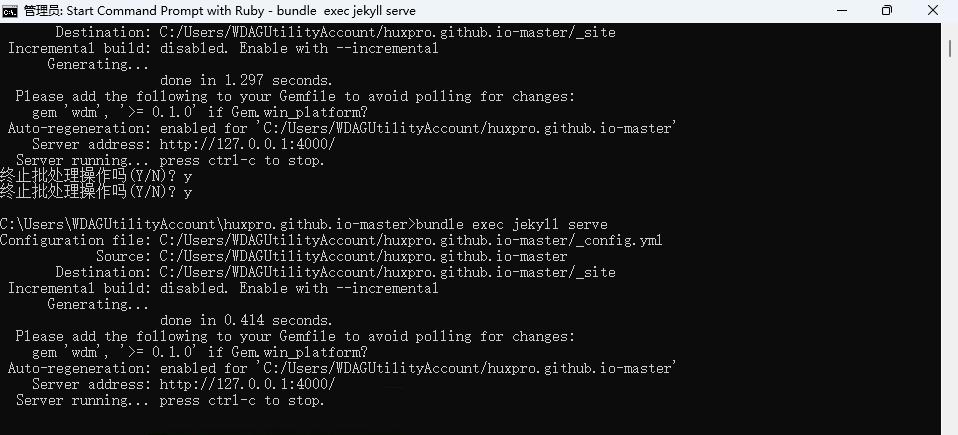 管理员: Start Command Prompt with Ruby - bundle  exec jekyll serve
Destination: C:/Users/WDAGUtilityAccount/huxpro.github.io-master/_site
Incremental build: disabled. Enable with --incremental
Generating...
done in 1.297 seconds.
Please add the following to your Gemfile to avoid polling for changes:
gem 'wdm', '>= 0.1.0' if Gem.win_platform?
Auto-regeneration: enabled for 'C:/Users/WDAGUtilityAccount/huxpro.github.io-master'
Server address: http://127.0.0.1:4000/
Server running... press ctrl-c to stop.
终止批处理操作吗(Y/N)? y
终止批处理操作吗(Y/N)? y
C:\Users\WDAGUtilityAccount\huxpro.github.io-master>bundle exec jekyll serve
Configuration file: C:/Users/WDAGUtilityAccount/huxpro.github.io-master/_config.yml
Source: C:/Users/WDAGUtilityAccount/huxpro.github.io-master
Destination: C:/Users/WDAGUtilityAccount/huxpro.github.io-master/_site
Incremental build: disabled. Enable with --incremental
Generating...
done in 0.414 seconds.
Please add the following to your Gemfile to avoid polling for changes:
gem 'wdm', '>= 0.1.0' if Gem.win_platform?
Auto-regeneration: enabled for 'C:/Users/WDAGUtilityAccount/huxpro.github.io-master'
Server address: http://127.0.0.1:4000/
Server running... press ctrl-c to stop.